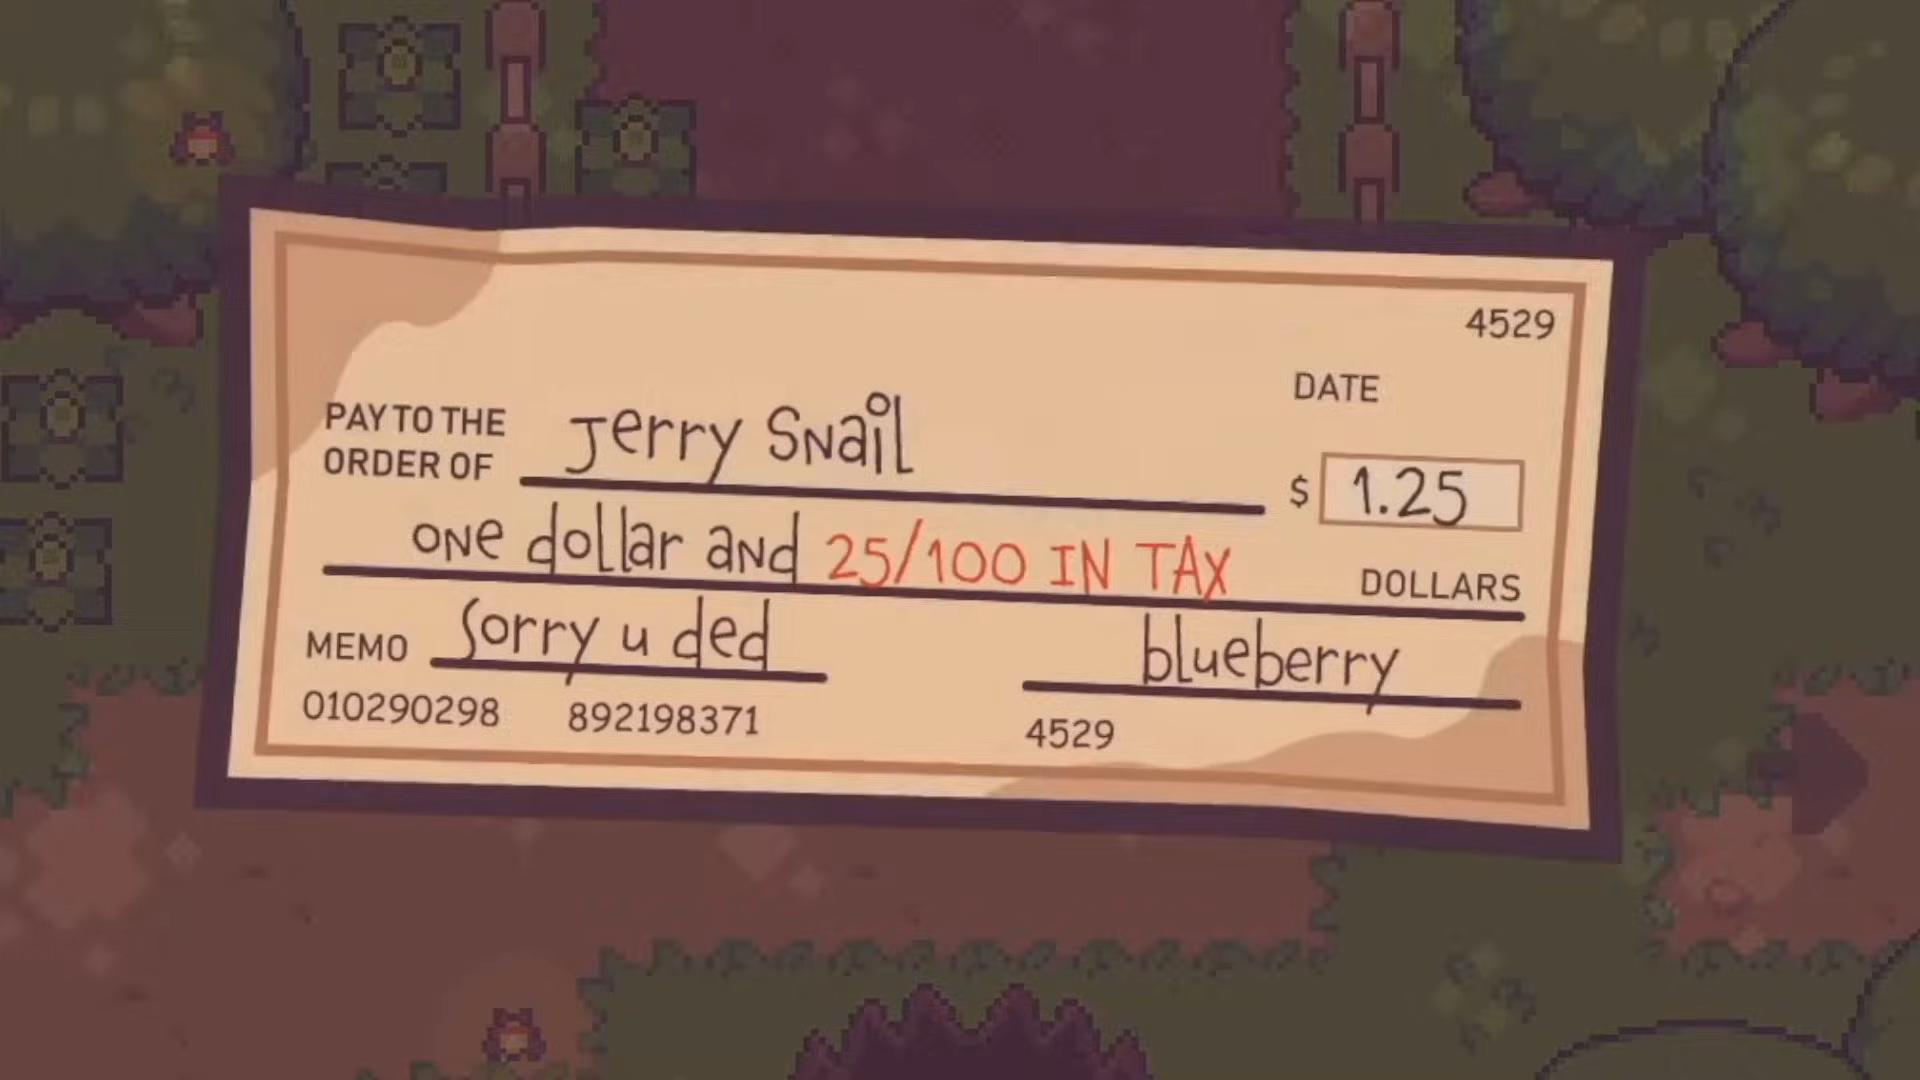 4529
DATE
PAY TO THE
ORDER OF Jerry Snail
$ 1.25
one dollar and 25/100 IN TAX DOLLARS
MEMO Sorry u ded
blueberry
010290298 892198371 4529